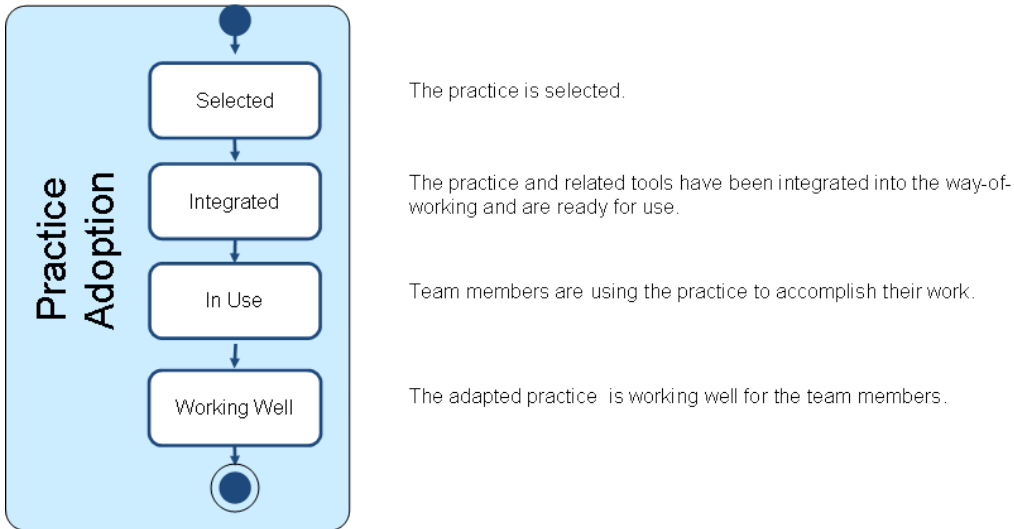 Practice
Adoption
Selected
The practice is selected.
Integrated
The practice and related tools have been integrated into the way-of-
working and are ready for use.
In Use
Team members are using the practice to accomplish their work.
Working Well
The adapted practice  is working well for the team members.